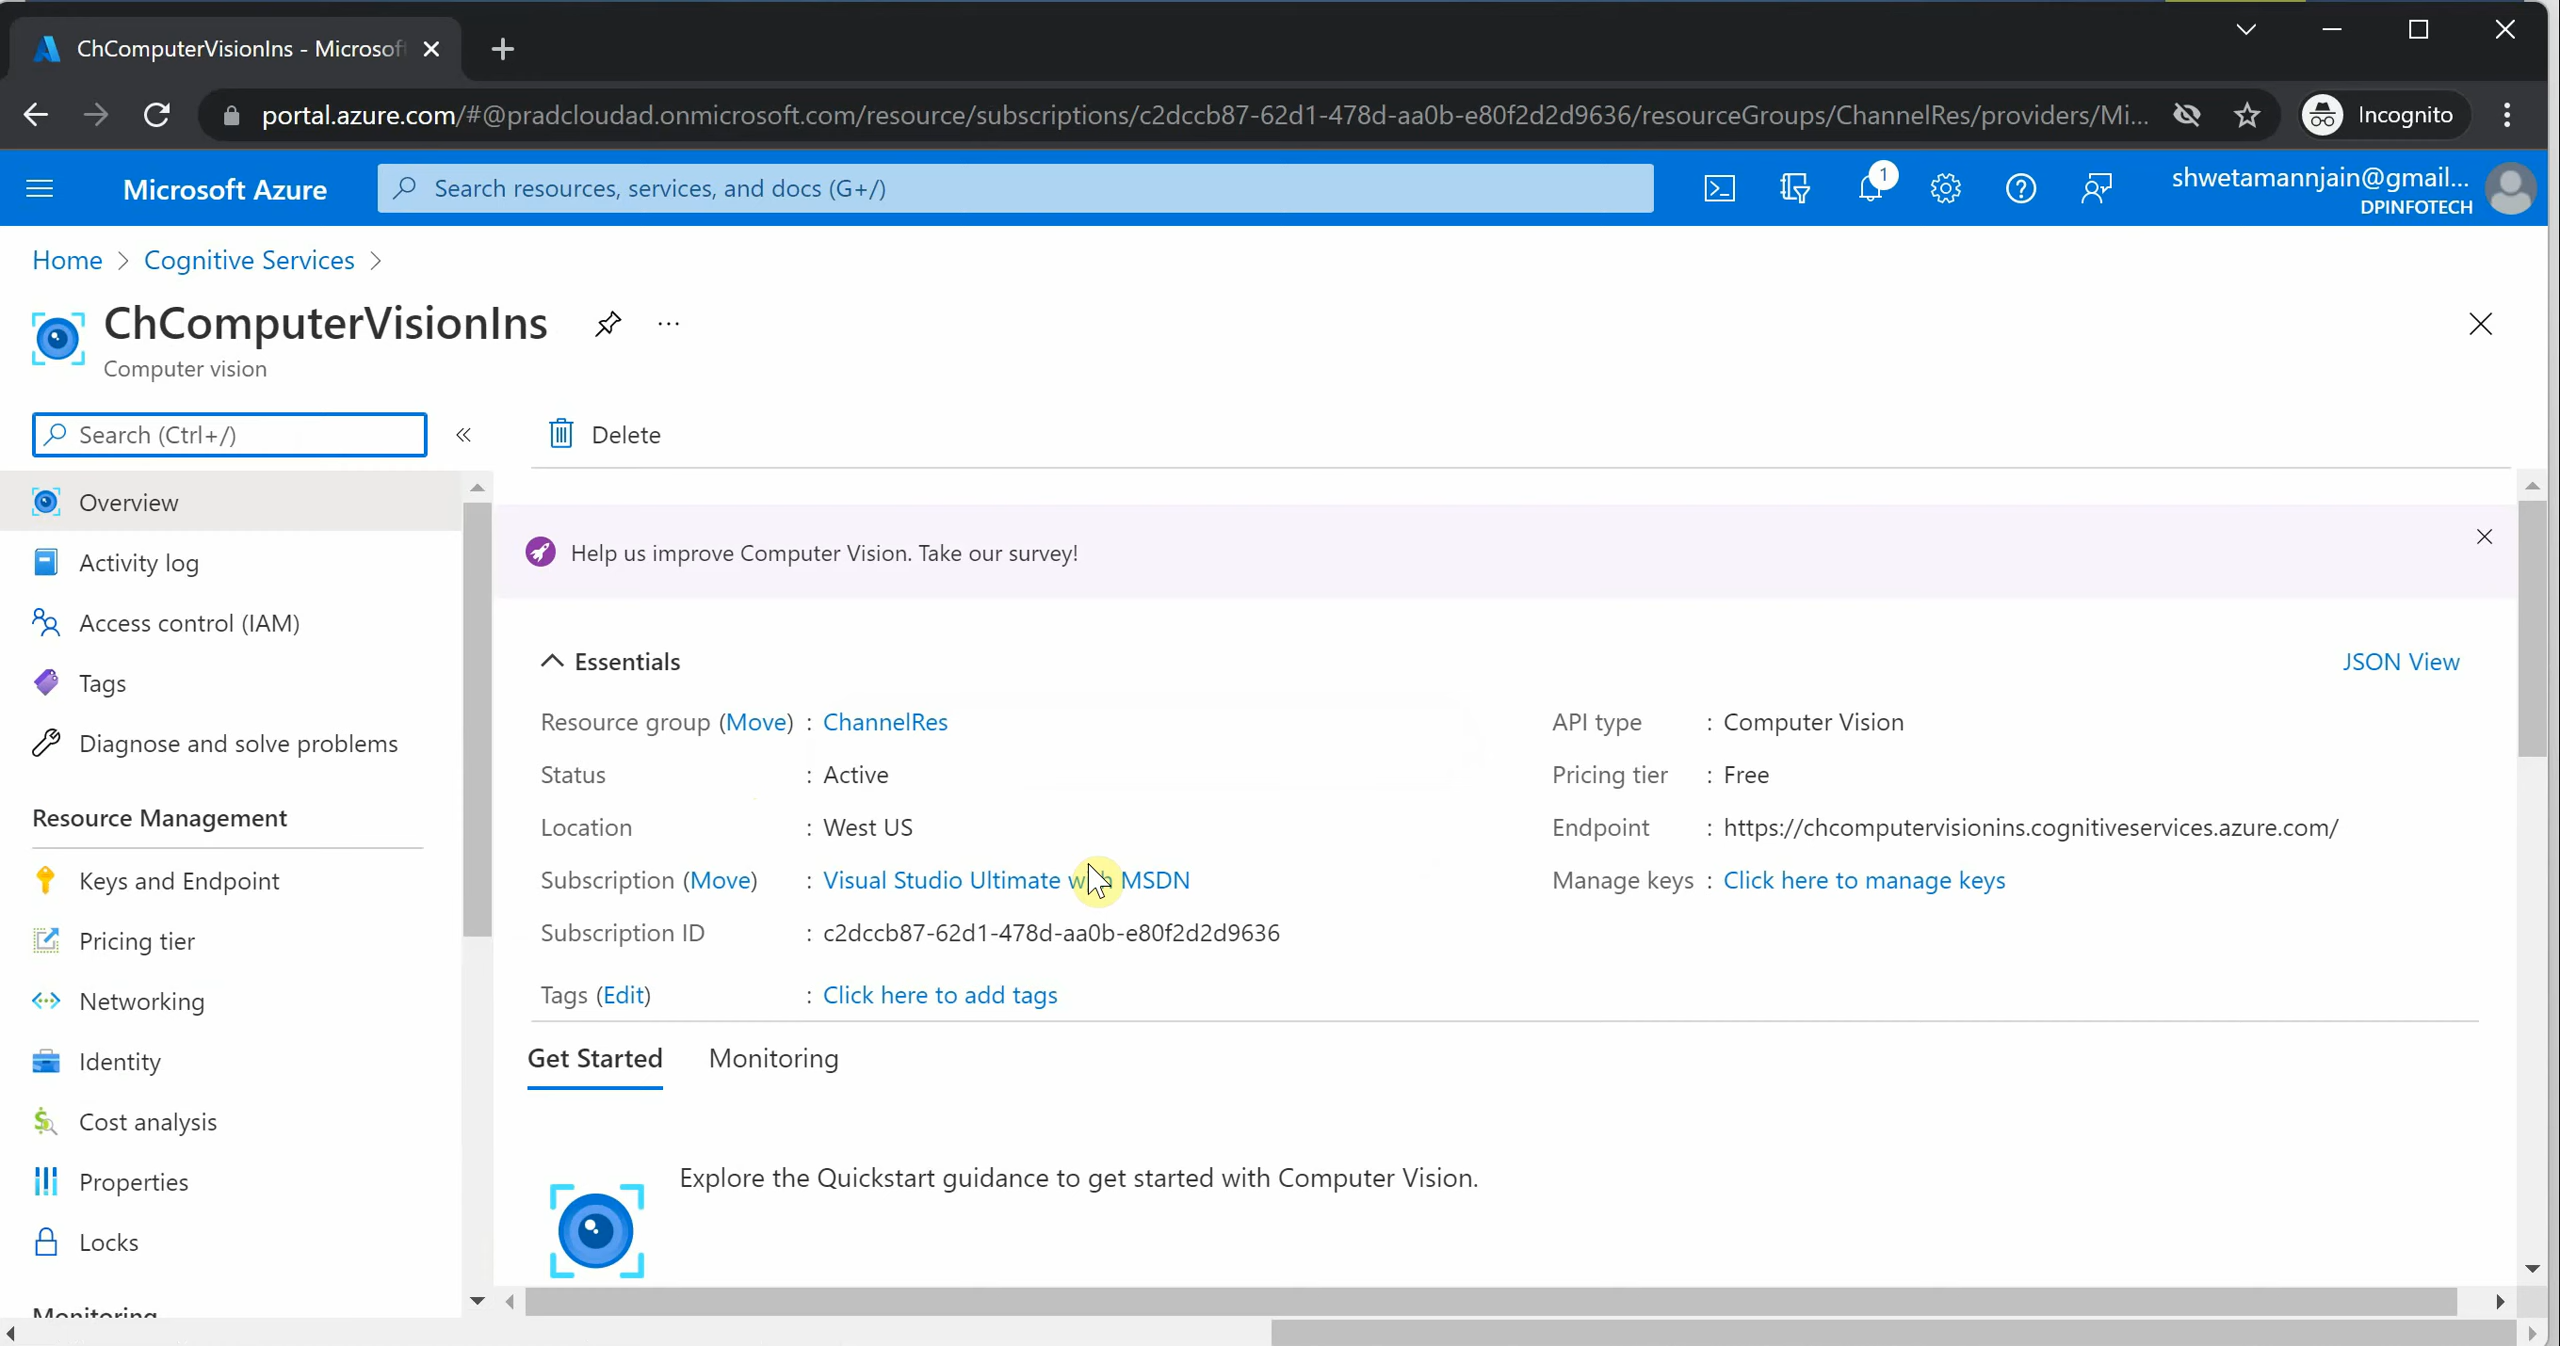 ChComputerVisionIns - Microsof
portal.azure.com/#@pradcloudad.onmicrosoft.com/resource/subscriptions/c2dccb87-62d1-478d-aa0b-e80f2d2d9636/resourceGroups/ChannelRes/providers/Mi...
Incognito
Microsoft Azure
Search resources, services, and docs (G+/)
1
shwetamannjain@gmail...
DPINFOTECH
Home > Cognitive Services >
ChComputerVisionIns
...
Computer vision
Search (Ctrl+/)
«
Delete
Overview
Activity log
Access control (IAM)
Tags
Diagnose and solve problems
Resource Management
Keys and Endpoint
Pricing tier
Networking
Identity
Cost analysis
Properties
Locks
Monitoring
Help us improve Computer Vision. Take our survey!
Essentials
JSON View
Resource group (Move) : ChannelRes
Status : Active
Location : West US
Subscription (Move) : Visual Studio Ultimate with MSDN
Subscription ID : c2dccb87-62d1-478d-aa0b-e80f2d2d9636
Tags (Edit) : Click here to add tags
API type : Computer Vision
Pricing tier : Free
Endpoint : https://chcomputervisionins.cognitiveservices.azure.com/
Manage keys : Click here to manage keys
Get Started Monitoring
Explore the Quickstart guidance to get started with Computer Vision.